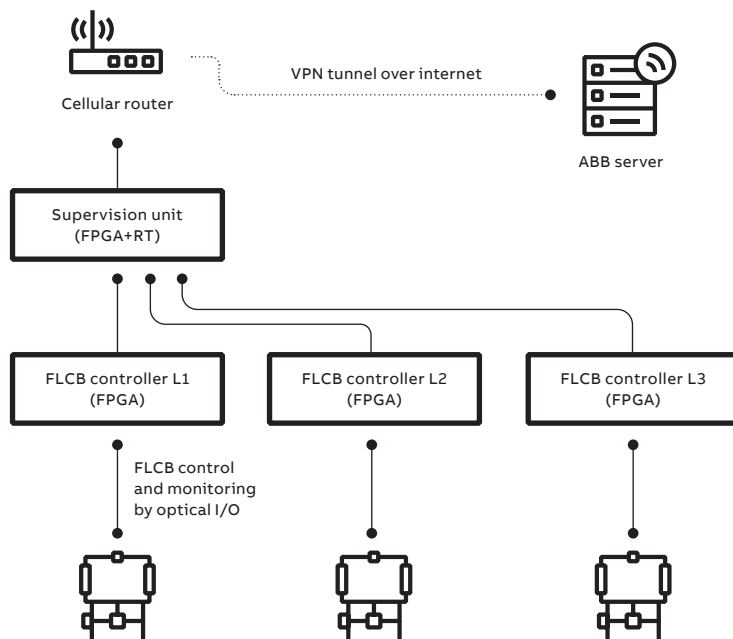 VPN tunnel over internet
Cellular router
ABB server
Supervision unit
(FPGA+RT)
FLCB controller L1
(FPGA)
FLCB controller L2
(FPGA)
FLCB controller L3
(FPGA)
FLCB control
and monitoring
by optical I/O